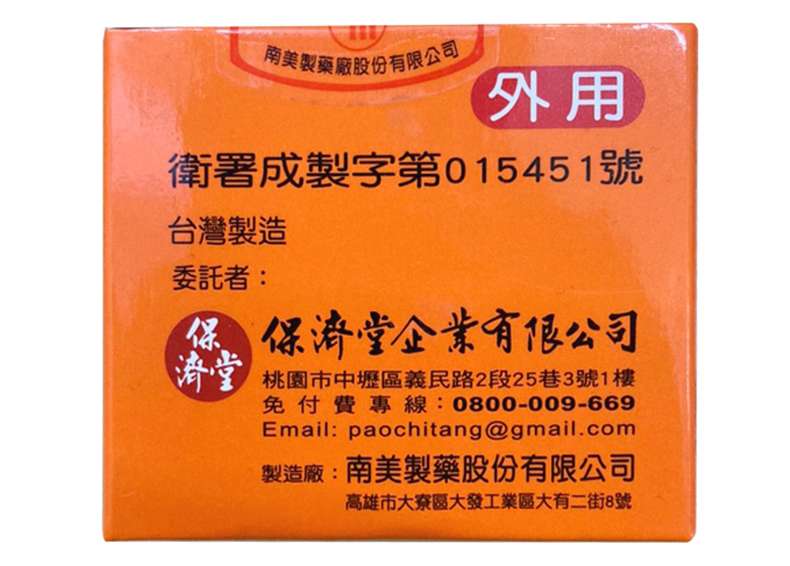 南美製藥廠股份有限公司
外用
衛署成製字第015451號
台灣製造
委託者：
保濟堂
保濟堂企業有限公司
桃園市中壢區義民路2段25巷3號1樓
免付費專線：0800-009-669
Email: paochitang@gmail.com
製造廠：南美製藥股份有限公司
高雄市大寮區大發工業區大有二街8號